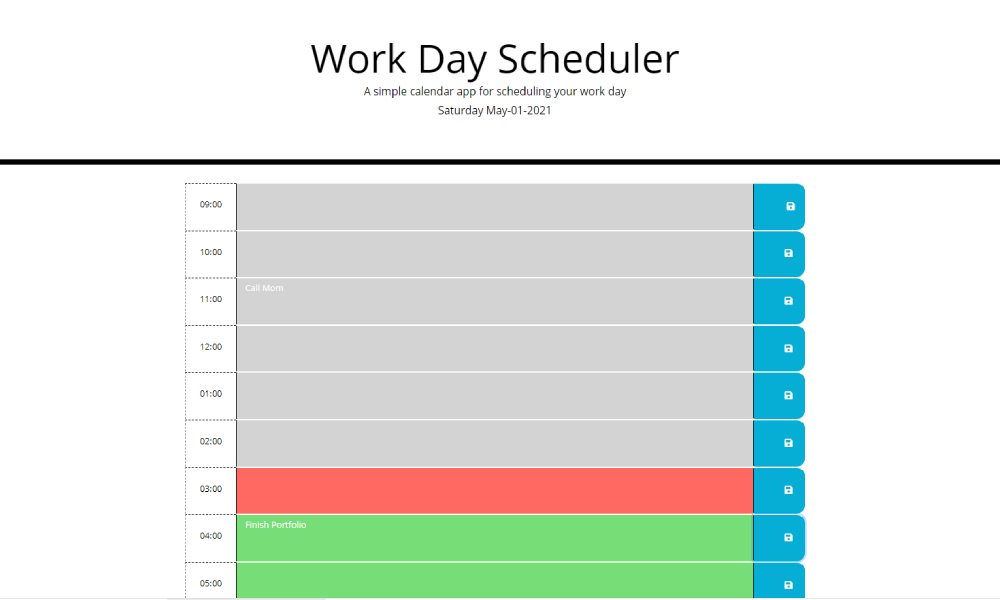 Work Day Scheduler
A simple calendar app for scheduling your work day
Saturday May-01-2021
09:00
10:00
11:00 Call Mom
12:00
01:00
02:00
03:00
04:00 Finish Portfolio
05:00